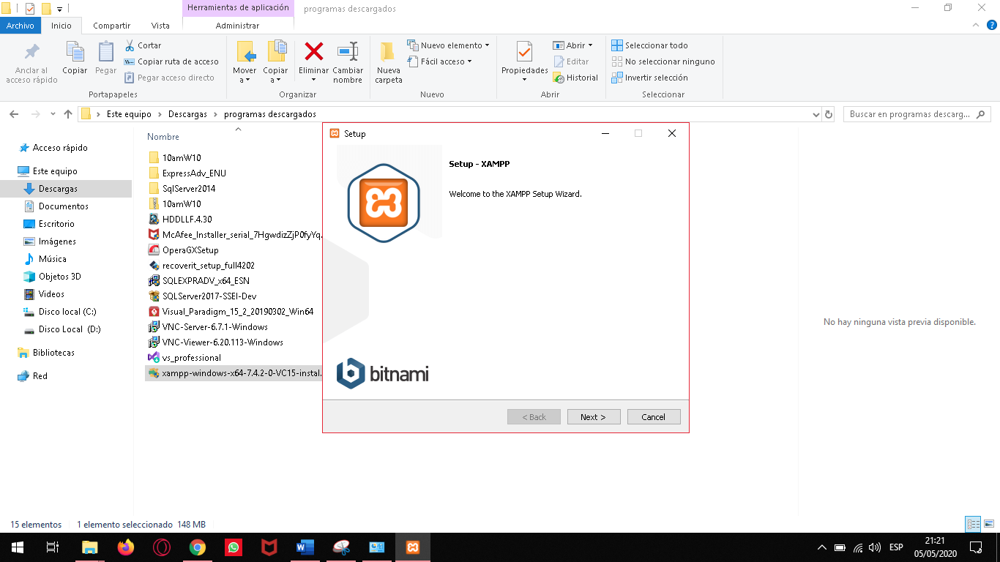 Herramientas de aplicación
programas descargados
Archivo
Inicio
Compartir
Vista
Administrar
Anclar al
acceso rápido
Copiar
Pegar
Cortar
Copiar ruta de acceso
Pegar acceso directo
Portapapeles
Mover
a
Copiar
a
Eliminar
Cambiar
nombre
Organizar
Nueva
carpeta
Nuevo elemento
Fácil acceso
Nuevo
Propiedades
Abrir
Editar
Historial
Abrir
Seleccionar todo
No seleccionar ninguno
Invertir selección
Seleccionar
Este equipo > Descargas > programas descargados
Buscar en programas descarg...
Acceso rápido
Este equipo
Descargas
Documentos
Escritorio
Imágenes
Música
Objetos 3D
Videos
Disco local (C:)
Disco Local (D:)
Bibliotecas
Red
Nombre
10amW10
ExpressAdv_ENU
SqlServer2014
10amW10
HDDLLF.4.30
McAfee_Installer_serial_7HgwdizZjP0fyYq.
OperaGXSetup
recoverit_setup_full4202
SQLEXPRADV_x64_ESN
SQLServer2017-SSEI-Dev
Visual_Paradigm_15_2_20190302_Win64
VNC-Server-6.7.1-Windows
VNC-Viewer-6.20.113-Windows
vs_professional
xampp-windows-x64-7.4.2-0-VC15-instal.
Setup
Setup - XAMPP
Welcome to the XAMPP Setup Wizard.
bitnami
< Back
Next >
Cancel
No hay ninguna vista previa disponible.
15 elementos
1 elemento seleccionado 148 MB
ESP
21:21
05/05/2020